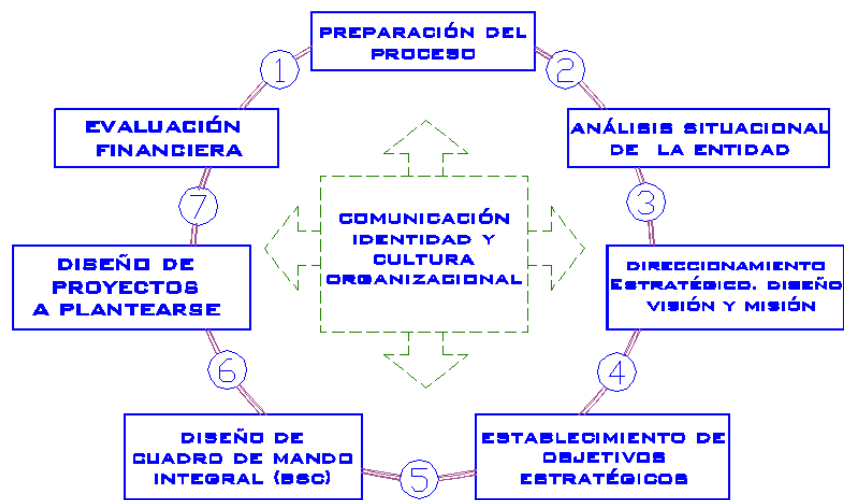 PREPARACIÓN DEL
PROCESO
1
2
EVALUACIÓN
FINANCIERA
ANÁLISIS SITUACIONAL
DE LA ENTIDAD
7
3
COMUNICACIÓN
IDENTIDAD Y
CULTURA
ORGANIZACIONAL
DISEÑO DE
PROYECTOS
A PLANTEARSE
DIRECCIONAMIENTO
ESTRATÉGICO. DISEÑO
VISIÓN Y MISIÓN
6
4
DISEÑO DE
CUADRO DE MANDO
INTEGRAL (BSC)
5
ESTABLECIMIENTO DE
OBJETIVOS
ESTRATÉGICOS